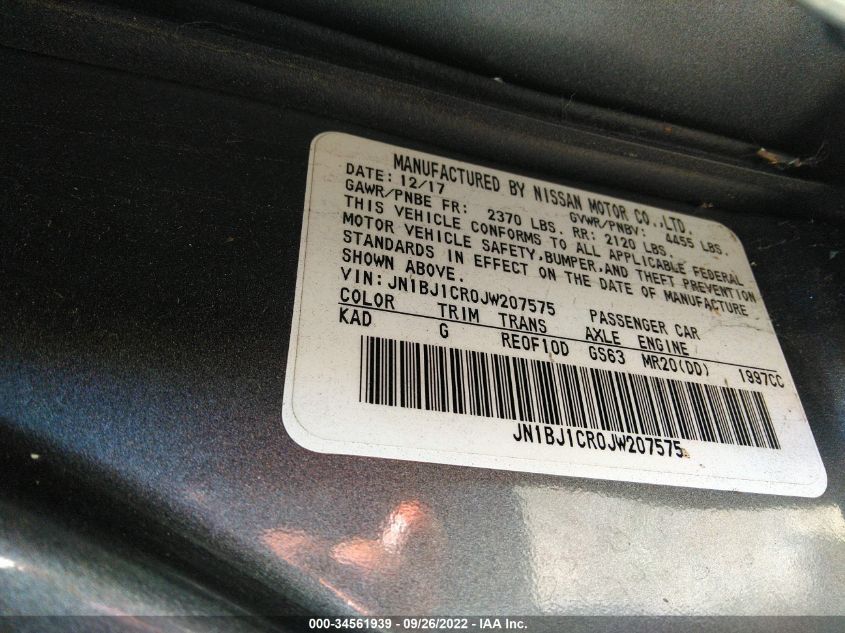 MANUFACTURED BY NISSAN MOTOR CO.,LTD.
DATE: 12/17 GVWR/PNBV: 4455 LBS.
GAWR/PNBE FR: 2370 LBS. RR: 2120 LBS.
THIS VEHICLE CONFORMS TO ALL APPLICABLE FEDERAL
MOTOR VEHICLE SAFETY,BUMPER,AND THEFT PREVENTION
STANDARDS IN EFFECT ON THE DATE OF MANUFACTURE
SHOWN ABOVE.
VIN: JN1BJ1CR0JW207575 PASSENGER CAR
COLOR TRIM TRANS AXLE ENGINE
KAD G RE0F10D GS63 MR20(DD) 1997CC
JN1BJ1CR0JW207575
000-34561939 - 09/26/2022 - IAA Inc.